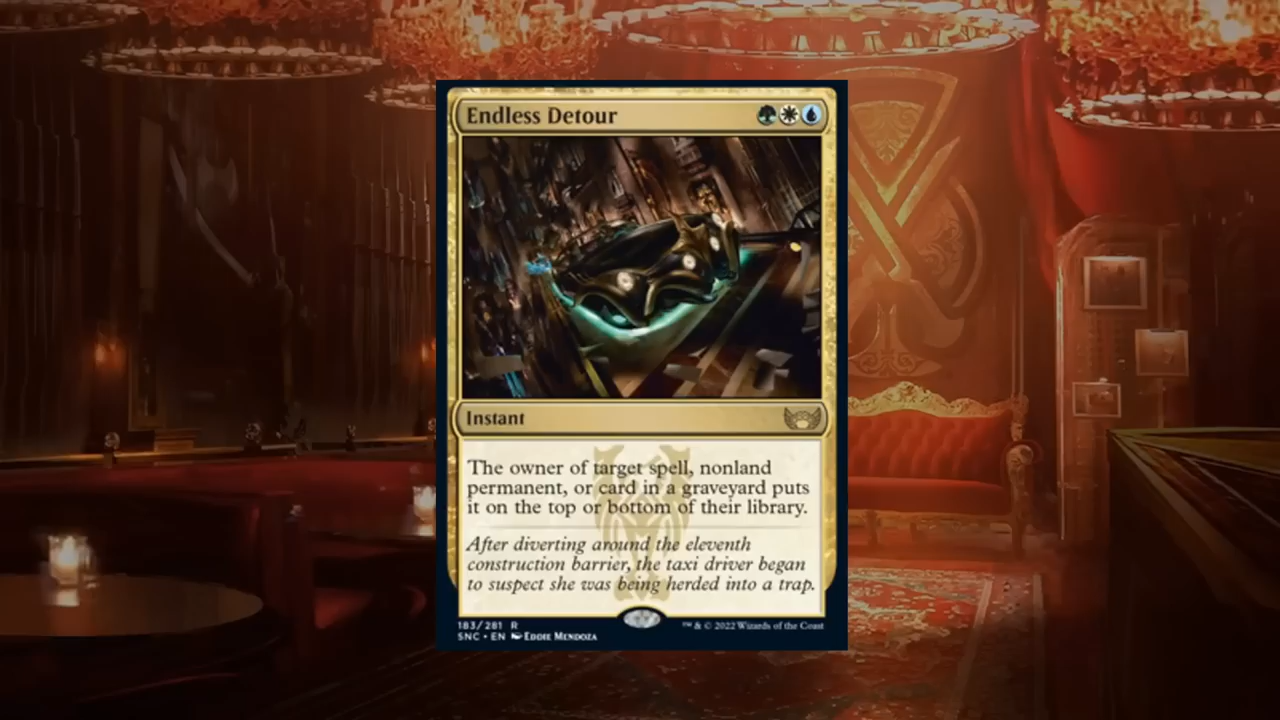 Endless Detour
Instant
The owner of target spell, nonland
permanent, or card in a graveyard puts
it on the top or bottom of their library.
After diverting around the eleventh
construction barrier, the taxi driver began
to suspect she was being herded into a trap.
183/281 R
SNC • EN EDDIE MENDOZA
™ & © 2022 Wizards of the Coast